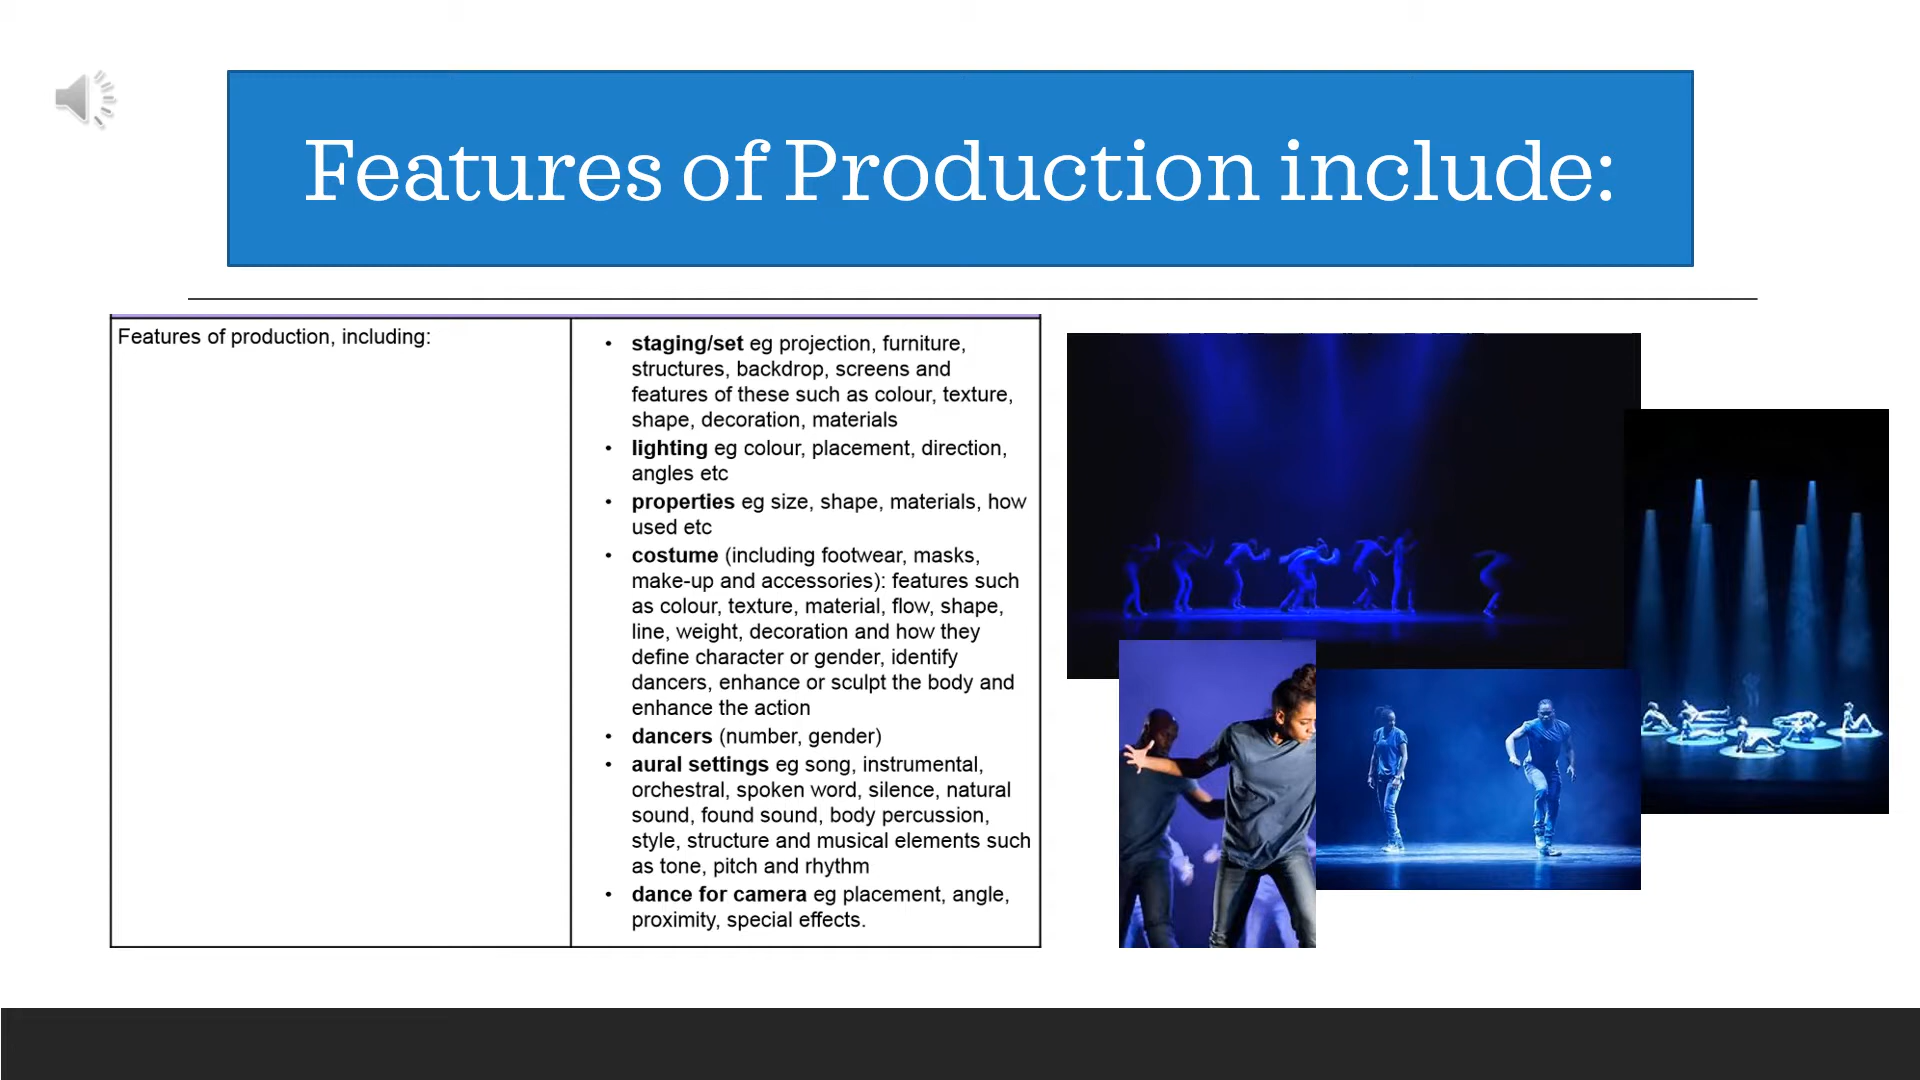 Features of Production include:
Features of production, including:
• staging/set eg projection, furniture,
structures, backdrop, screens and
features of these such as colour, texture,
shape, decoration, materials
• lighting eg colour, placement, direction,
angles etc
• properties eg size, shape, materials, how
used etc
• costume (including footwear, masks,
make-up and accessories): features such
as colour, texture, material, flow, shape,
line, weight, decoration and how they
define character or gender, identify
dancers, enhance or sculpt the body and
enhance the action
• dancers (number, gender)
• aural settings eg song, instrumental,
orchestral, spoken word, silence, natural
sound, found sound, body percussion,
style, structure and musical elements such
as tone, pitch and rhythm
• dance for camera eg placement, angle,
proximity, special effects.